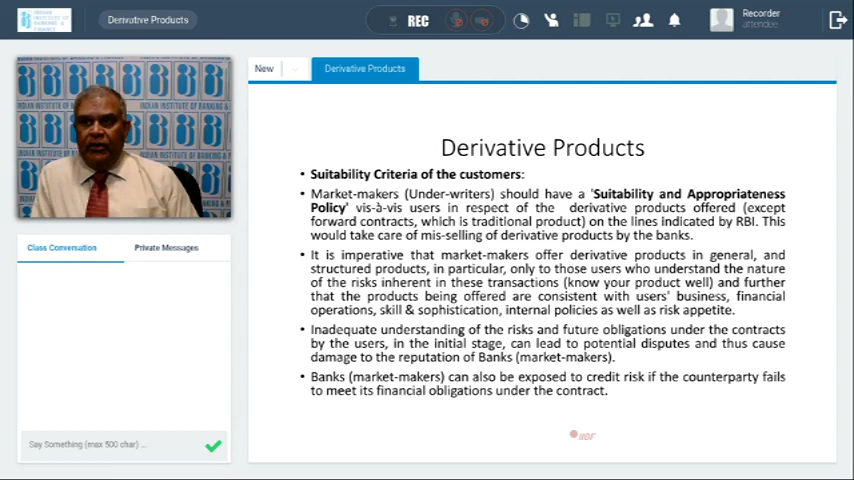 INDIAN
INSTITUTE OF
BANKING &
FINANCE
Derivative Products
REC
Recorder
attendee
New
Derivative Products
INDIAN INSTITUTE OF BANKING &
Derivative Products
• Suitability Criteria of the customers:
• Market-makers (Under-writers) should have a 'Suitability and Appropriateness
Policy' vis-à-vis users in respect of the derivative products offered (except
forward contracts, which is traditional product) on the lines indicated by RBI. This
would take care of mis-selling of derivative products by the banks.
• It is imperative that market-makers offer derivative products in general, and
structured products, in particular, only to those users who understand the nature
of the risks inherent in these transactions (know your product well) and further
that the products being offered are consistent with users' business, financial
operations, skill & sophistication, internal policies as well as risk appetite.
• Inadequate understanding of the risks and future obligations under the contracts
by the users, in the initial stage, can lead to potential disputes and thus cause
damage to the reputation of Banks (market-makers).
• Banks (market-makers) can also be exposed to credit risk if the counterparty fails
to meet its financial obligations under the contract.
Class Conversation
Private Messages
Say Something (max 500 char) ...
IIBF